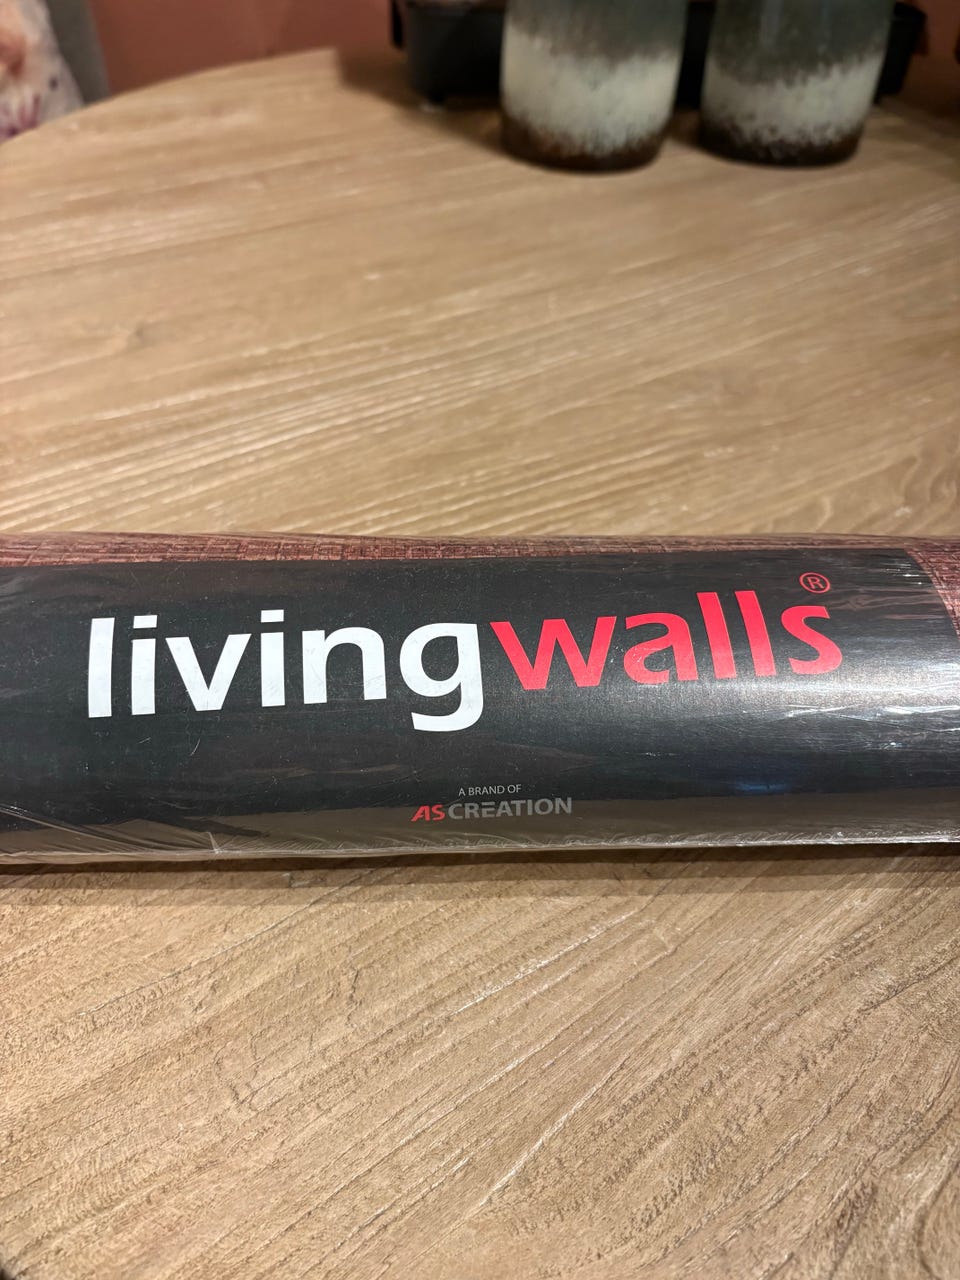 livingwalls®
A BRAND OF
AS CREATION